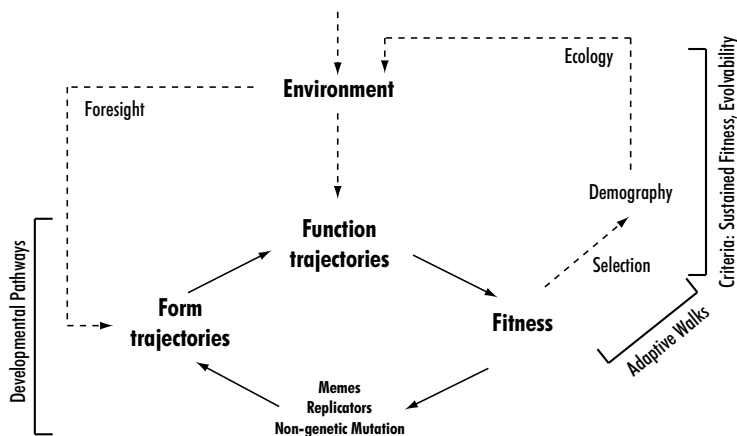 Ecology
Environment
Foresight
Criteria: Sustained Fitness, Evolvability
Demography
Function
trajectories
Selection
Developmental Pathways
Form
trajectories
Fitness
Adaptive Walks
Memes
Replicators
Non-genetic Mutation